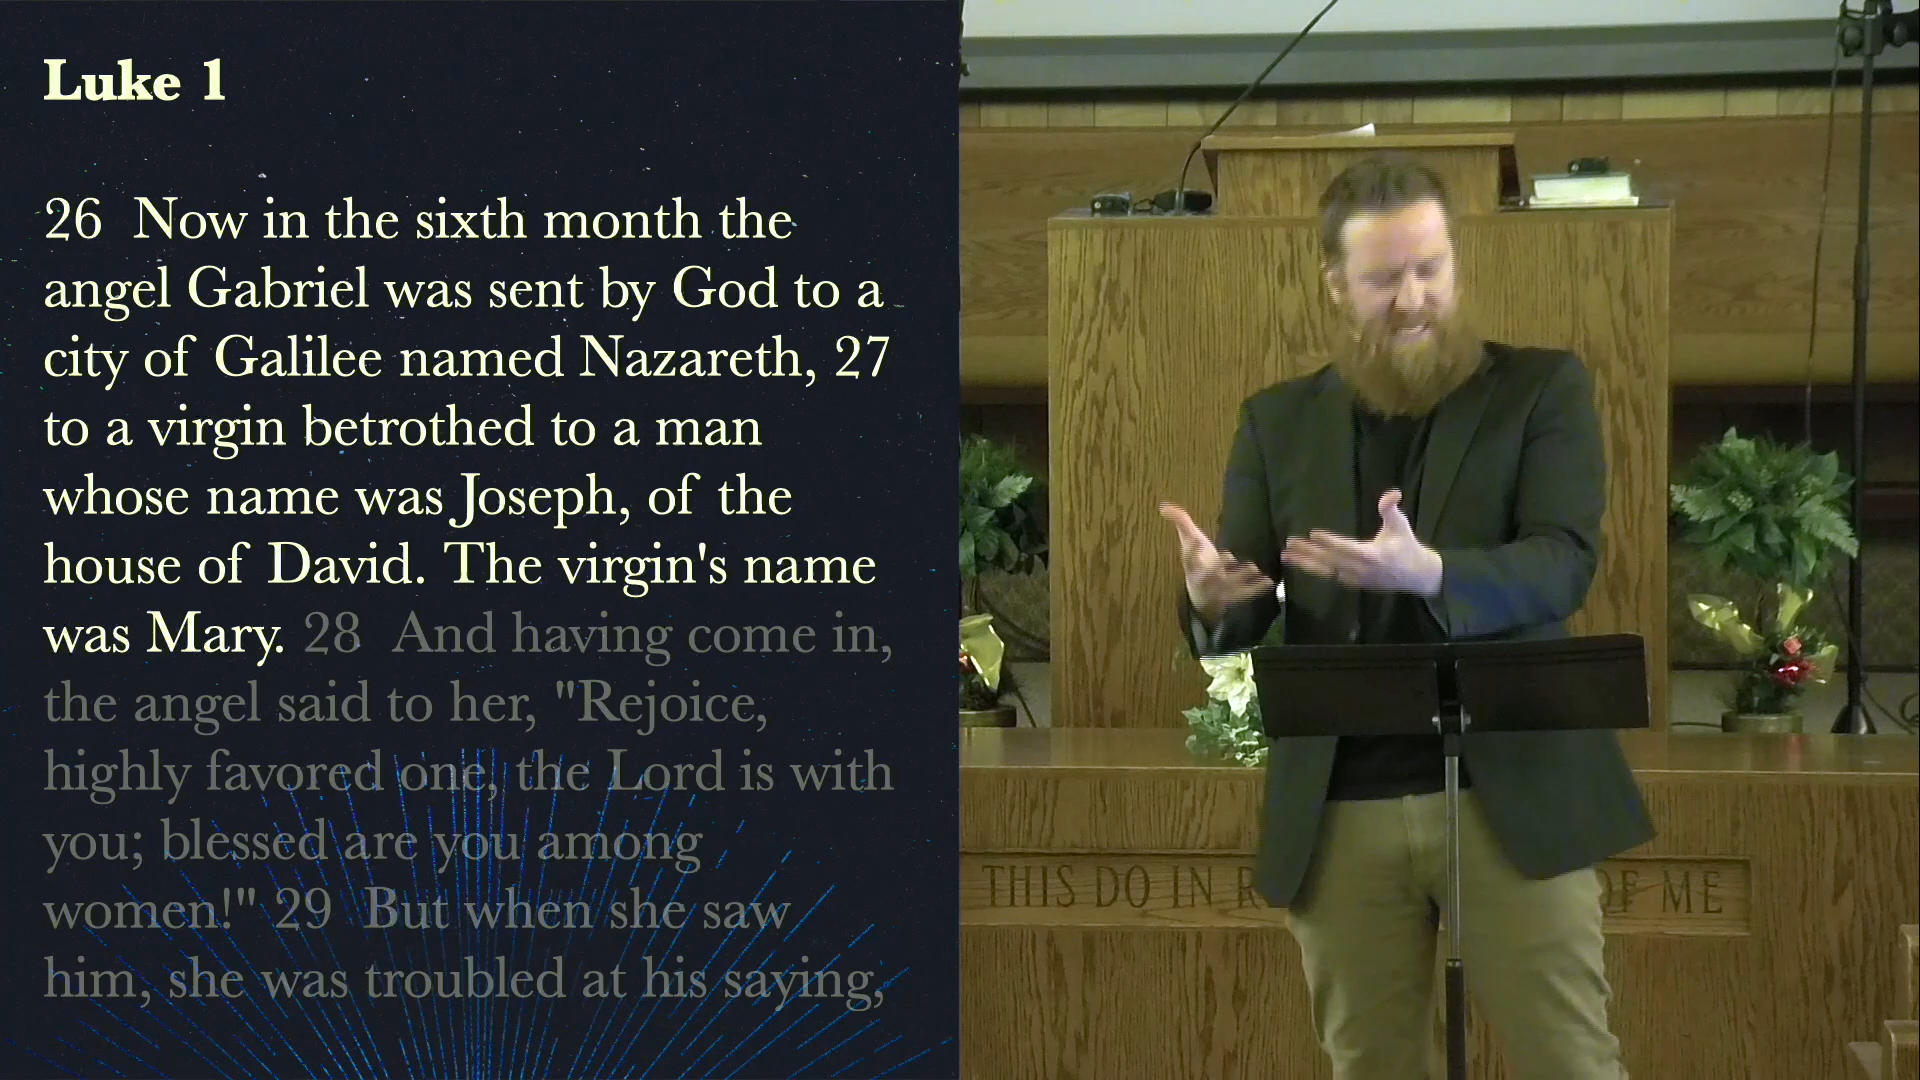 Luke 1
26 Now in the sixth month the
angel Gabriel was sent by God to a
city of Galilee named Nazareth, 27
to a virgin betrothed to a man
whose name was Joseph, of the
house of David. The virgin's name
was Mary. 28 And having come in,
the angel said to her, "Rejoice,
highly favored one, the Lord is with
you; blessed are you among
women!" 29 But when she saw
him, she was troubled at his saying,
THIS DO IN OF ME